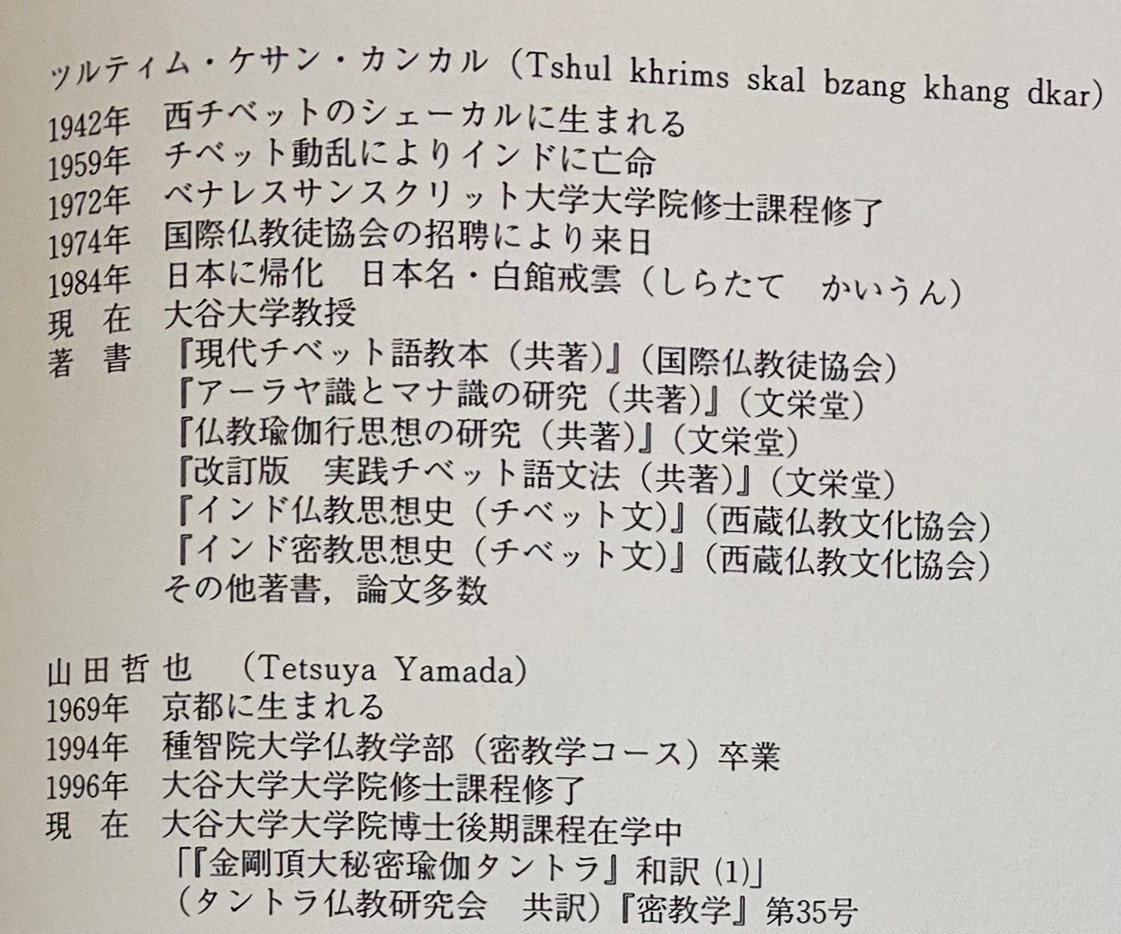 ツルティム・ケサン・カンカル（Tshul khrims skal bzang khang dkar）
1942年　西チベットのシェーカルに生まれる
1959年　チベット動乱によりインドに亡命
1972年　ベナレスサンスクリット大学大学院修士課程修了
1974年　国際仏教徒協会の招聘により来日
1984年　日本に帰化　日本名・白館戒雲（しらたて　かいうん）
現　在　大谷大学教授
著　書　『現代チベット語教本（共著）』（国際仏教徒協会）
『アーラヤ識とマナ識の研究（共著）』（文栄堂）
『仏教瑜伽行思想の研究（共著）』（文栄堂）
『改訂版　実践チベット語文法（共著）』（文栄堂）
『インド仏教思想史（チベット文）』（西蔵仏教文化協会）
『インド密教思想史（チベット文）』（西蔵仏教文化協会）
その他著書，論文多数
山田哲也　（Tetsuya Yamada）
1969年　京都に生まれる
1994年　種智院大学仏教学部（密教学コース）卒業
1996年　大谷大学大学院修士課程修了
現　在　大谷大学大学院博士後期課程在学中
「『金剛頂大秘密瑜伽タントラ』和訳 (1)」
（タントラ仏教研究会　共訳）『密教学』第35号